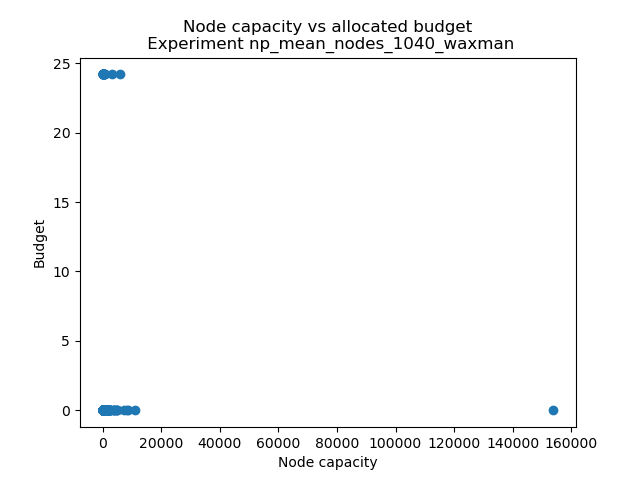 Node capacity vs allocated budget
Experiment np_mean_nodes_1040_waxman
25
20
15
10
5
0
Budget
0 20000 40000 60000 80000 100000 120000 140000 160000
Node capacity